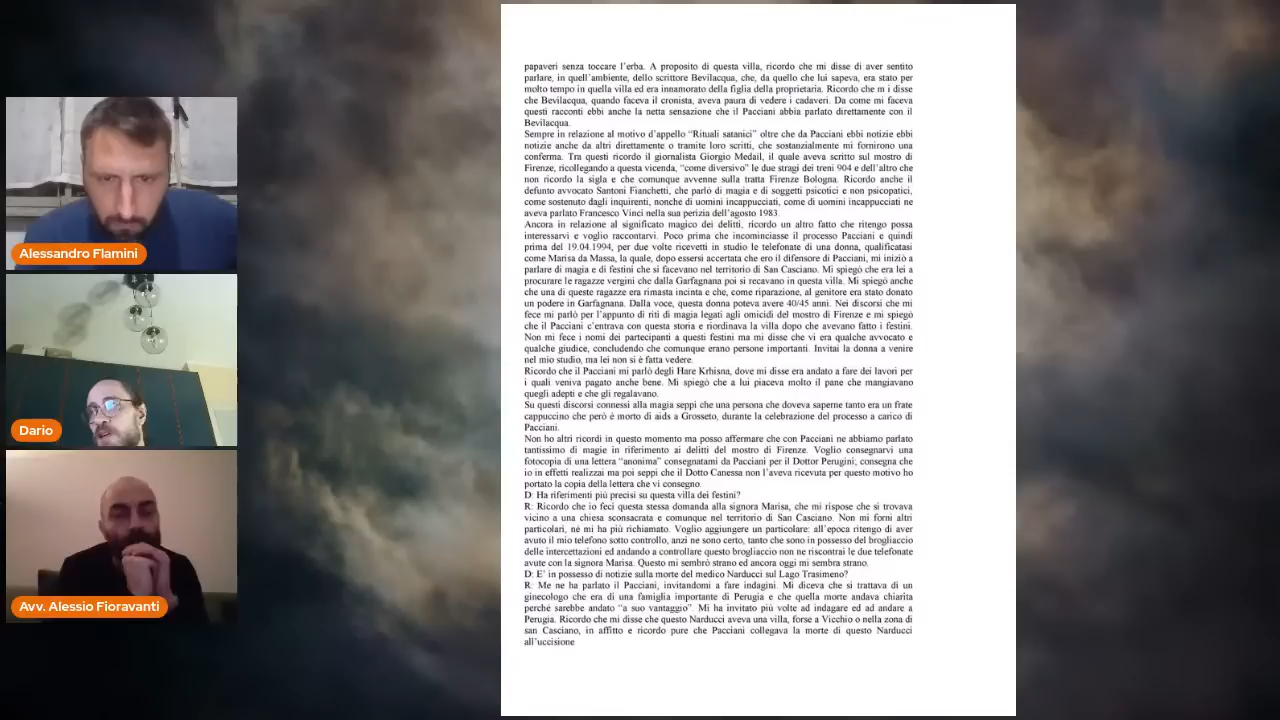 Alessandro Flamini
Dario
Avv. Alessio Fioravanti
papaveri senza toccare l'erba. A proposito di questa villa, ricordo che mi disse di aver sentito
parlare, in quell'ambiente, dello scrittore Bevilacqua, che, da quello che lui sapeva, era stato per
molto tempo in quella villa ed era innamorato della figlia della proprietaria. Ricordo che m i disse
che Bevilacqua, quando faceva il cronista, aveva paura di vedere i cadaveri. Da come mi faceva
questi racconti ebbi anche la netta sensazione che il Pacciani abbia parlato direttamente con il
Bevilacqua.
Sempre in relazione al motivo d'appello "Rituali satanici" oltre che da Pacciani ebbi notizie ebbi
notizie anche da altri direttamente o tramite loro scritti, che sostanzialmente mi fornirono una
conferma. Tra questi ricordo il giornalista Giorgio Medail, il quale aveva scritto sul mostro di
Firenze, ricollegando a questa vicenda, "come diversivo" le due stragi dei treni 904 e dell'altro che
non ricordo la sigla e che comunque avvenne sulla tratta Firenze Bologna. Ricordo anche il
defunto avvocato Santoni Fianchetti, che parlò di magia e di soggetti psicotici e non psicopatici,
come sostenuto dagli inquirenti, nonché di uomini incappucciati, come di uomini incappucciati ne
aveva parlato Francesco Vinci nella sua perizia dell'agosto 1983.
Ancora in relazione al significato magico dei delitti, ricordo un altro fatto che ritengo possa
interessarvi e voglio raccontarvi. Poco prima che incominciasse il processo Pacciani e quindi
prima del 19.04.1994, per due volte ricevetti in studio le telefonate di una donna, qualificatasi
come Marisa da Massa, la quale, dopo essersi accertata che ero il difensore di Pacciani, mi iniziò a
parlare di magia e di festini che si facevano nel territorio di San Casciano. Mi spiegò che era lei a
procurare le ragazze vergini che dalla Garfagnana poi si recavano in questa villa. Mi spiegò anche
che una di queste ragazze era rimasta incinta e che, come riparazione, al genitore era stato donato
un podere in Garfagnana. Dalla voce, questa donna poteva avere 40/45 anni. Nei discorsi che mi
fece mi parlò per l'appunto di riti di magia legati agli omicidi del mostro di Firenze e mi spiegò
che il Pacciani c'entrava con questa storia e riordinava la villa dopo che avevano fatto i festini.
Non mi fece i nomi dei partecipanti a questi festini ma mi disse che vi era qualche avvocato e
qualche giudice, concludendo che comunque erano persone importanti. Invitai la donna a venire
nel mio studio, ma lei non si è fatta vedere.
Ricordo che il Pacciani mi parlò degli Hare Krhisna, dove mi disse era andato a fare dei lavori per
i quali veniva pagato anche bene. Mi spiegò che a lui piaceva molto il pane che mangiavano
quegli adepti e che gli regalavano.
Su questi discorsi connessi alla magia seppi che una persona che doveva saperne tanto era un frate
cappuccino che però è morto di aids a Grosseto, durante la celebrazione del processo a carico di
Pacciani.
Non ho altri ricordi in questo momento ma posso affermare che con Pacciani ne abbiamo parlato
tantissimo di magie in riferimento ai delitti del mostro di Firenze. Voglio consegnarvi una
fotocopia di una lettera "anonima" consegnatami da Pacciani per il Dottor Perugini; consegna che
io in effetti realizzai ma poi seppi che il Dotto Canessa non l'aveva ricevuta per questo motivo ho
portato la copia della lettera che vi consegno.
D: Ha riferimenti più precisi su questa villa dei festini?
R: Ricordo che io feci questa stessa domanda alla signora Marisa, che mi rispose che si trovava
vicino a una chiesa sconsacrata e comunque nel territorio di San Casciano. Non mi fornì altri
particolari, né mi ha più richiamato. Voglio aggiungere un particolare: all'epoca ritengo di aver
avuto il mio telefono sotto controllo, anzi ne sono certo, tanto che sono in possesso del brogliaccio
delle intercettazioni ed andando a controllare questo brogliaccio non ne riscontrai le due telefonate
avute con la signora Marisa. Questo mi sembrò strano ed ancora oggi mi sembra strano.
D: E' in possesso di notizie sulla morte del medico Narducci sul Lago Trasimeno?
R: Me ne ha parlato il Pacciani, invitandomi a fare indagini. Mi diceva che si trattava di un
ginecologo che era di una famiglia importante di Perugia e che quella morte andava chiarita
perché sarebbe andato "a suo vantaggio". Mi ha invitato più volte ad indagare ed ad andare a
Perugia. Ricordo che mi disse che questo Narducci aveva una villa, forse a Vicchio o nella zona di
san Casciano, in affitto e ricordo pure che Pacciani collegava la morte di questo Narducci
all'uccisione